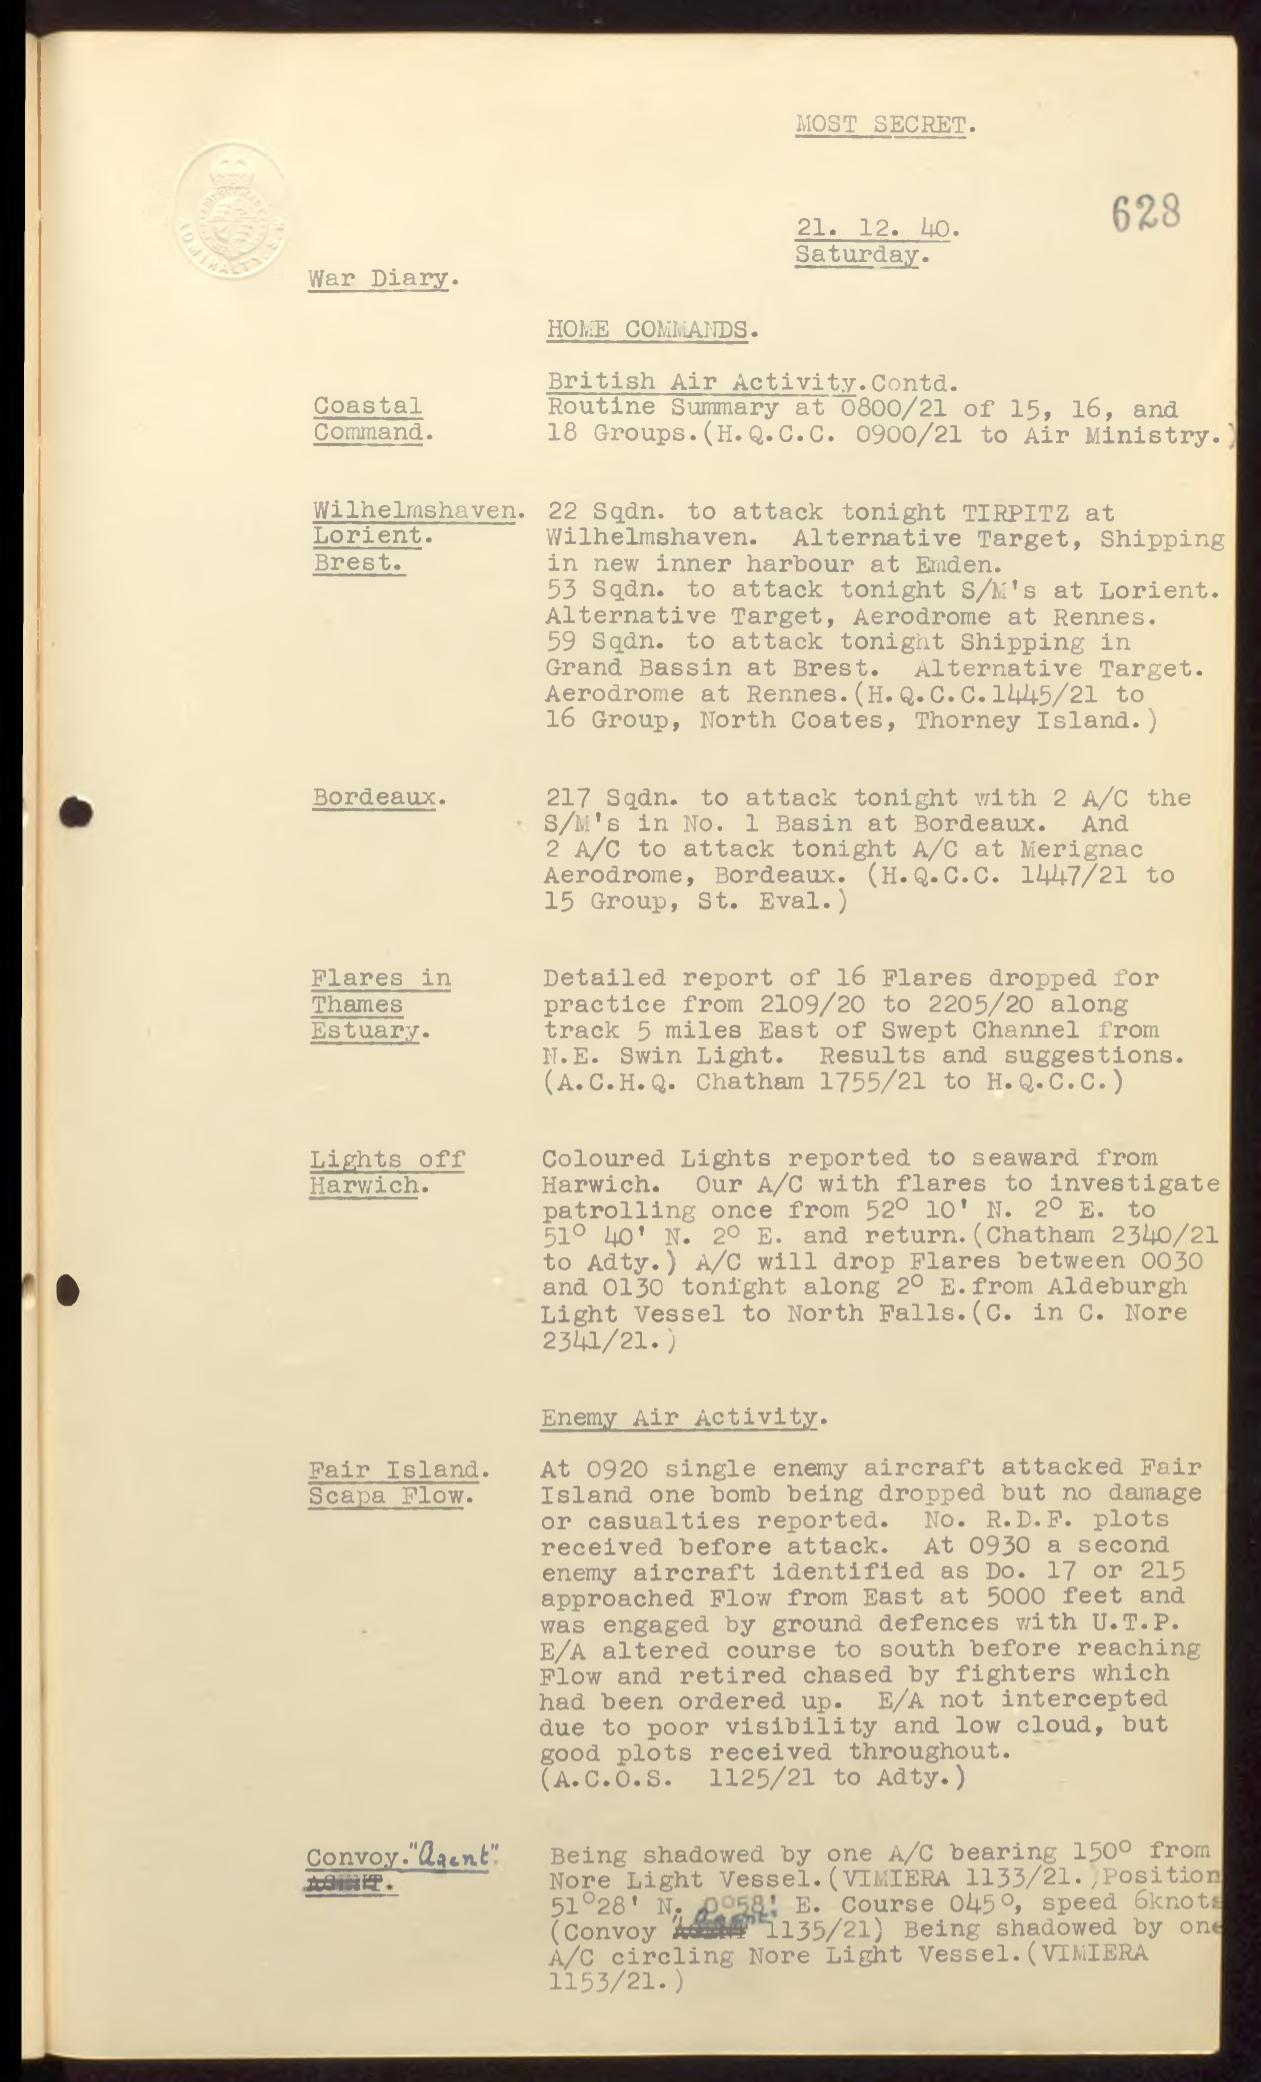 MOST SECRET.
628
21. 12. 40.
Saturday.
ADMIRALTY. S.W
War Diary.
HOME COMMANDS.
British Air Activity.Contd.
Coastal
Command.
Routine Summary at 0800/21 of 15, 16, and
18 Groups.(H.Q.C.C. 0900/21 to Air Ministry.)
Wilhelmshaven.
Lorient.
Brest.
22 Sqdn. to attack tonight TIRPITZ at
Wilhelmshaven. Alternative Target, Shipping
in new inner harbour at Emden.
53 Sqdn. to attack tonight S/M's at Lorient.
Alternative Target, Aerodrome at Rennes.
59 Sqdn. to attack tonight Shipping in
Grand Bassin at Brest. Alternative Target.
Aerodrome at Rennes.(H.Q.C.C.1445/21 to
16 Group, North Coates, Thorney Island.)
Bordeaux.
217 Sqdn. to attack tonight with 2 A/C the
S/M's in No. 1 Basin at Bordeaux. And
2 A/C to attack tonight A/C at Merignac
Aerodrome, Bordeaux. (H.Q.C.C. 1447/21 to
15 Group, St. Eval.)
Flares in
Thames
Estuary.
Detailed report of 16 Flares dropped for
practice from 2109/20 to 2205/20 along
track 5 miles East of Swept Channel from
N.E. Swin Light. Results and suggestions.
(A.C.H.Q. Chatham 1755/21 to H.Q.C.C.)
Lights off
Harwich.
Coloured Lights reported to seaward from
Harwich. Our A/C with flares to investigate
patrolling once from 52° 10' N. 2° E. to
51° 40' N. 2° E. and return.(Chatham 2340/21
to Adty.) A/C will drop Flares between 0030
and 0130 tonight along 2° E.from Aldeburgh
Light Vessel to North Falls.(C. in C. Nore
2341/21.)
Enemy Air Activity.
Fair Island.
Scapa Flow.
At 0920 single enemy aircraft attacked Fair
Island one bomb being dropped but no damage
or casualties reported. No. R.D.F. plots
received before attack. At 0930 a second
enemy aircraft identified as Do. 17 or 215
approached Flow from East at 5000 feet and
was engaged by ground defences with U.T.P.
E/A altered course to south before reaching
Flow and retired chased by fighters which
had been ordered up. E/A not intercepted
due to poor visibility and low cloud, but
good plots received throughout.
(A.C.O.S. 1125/21 to Adty.)
Convoy."Agent"
Being shadowed by one A/C bearing 150° from
Nore Light Vessel.(VIMIERA 1133/21.)Position
51°28' N. 0°58' E. Course 045°, speed 6knots
(Convoy "Agent" 1135/21) Being shadowed by one
A/C circling Nore Light Vessel.(VIMIERA
1153/21.)